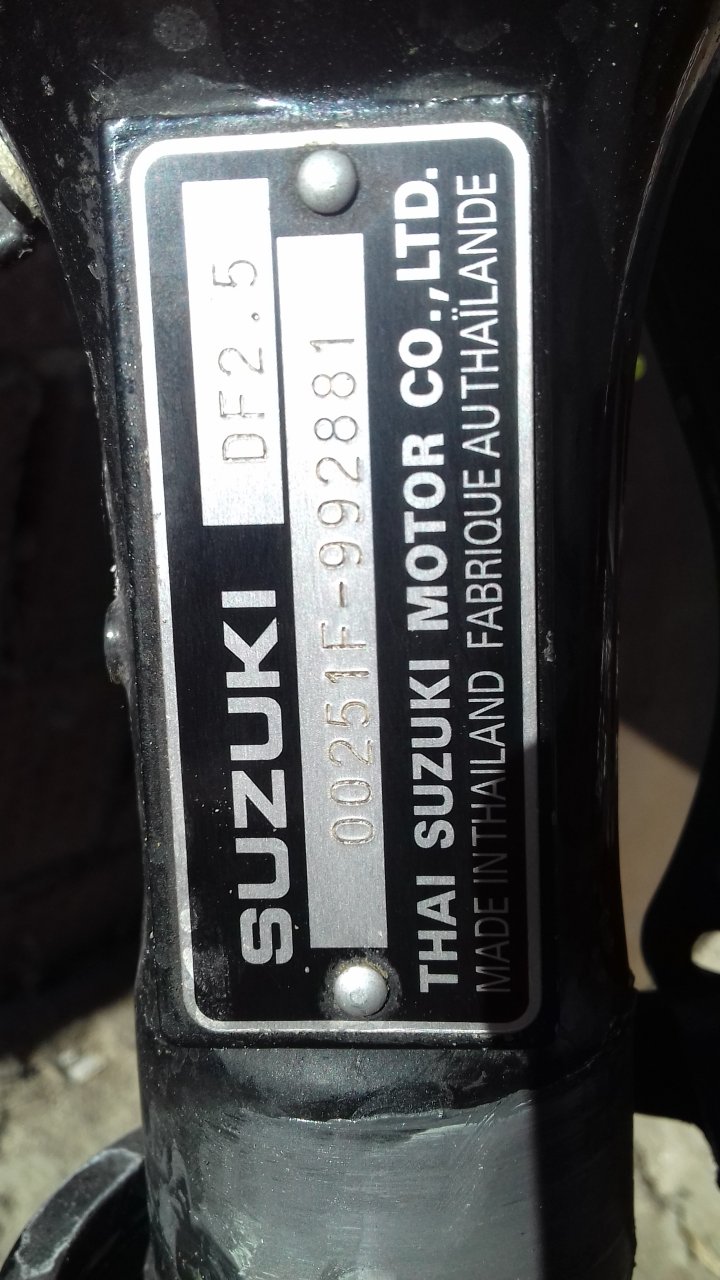 SUZUKI DF2.5
00251F-992881
THAI SUZUKI MOTOR CO.,LTD.
MADE IN THAILAND FABRIQUE AU THAÏLANDE